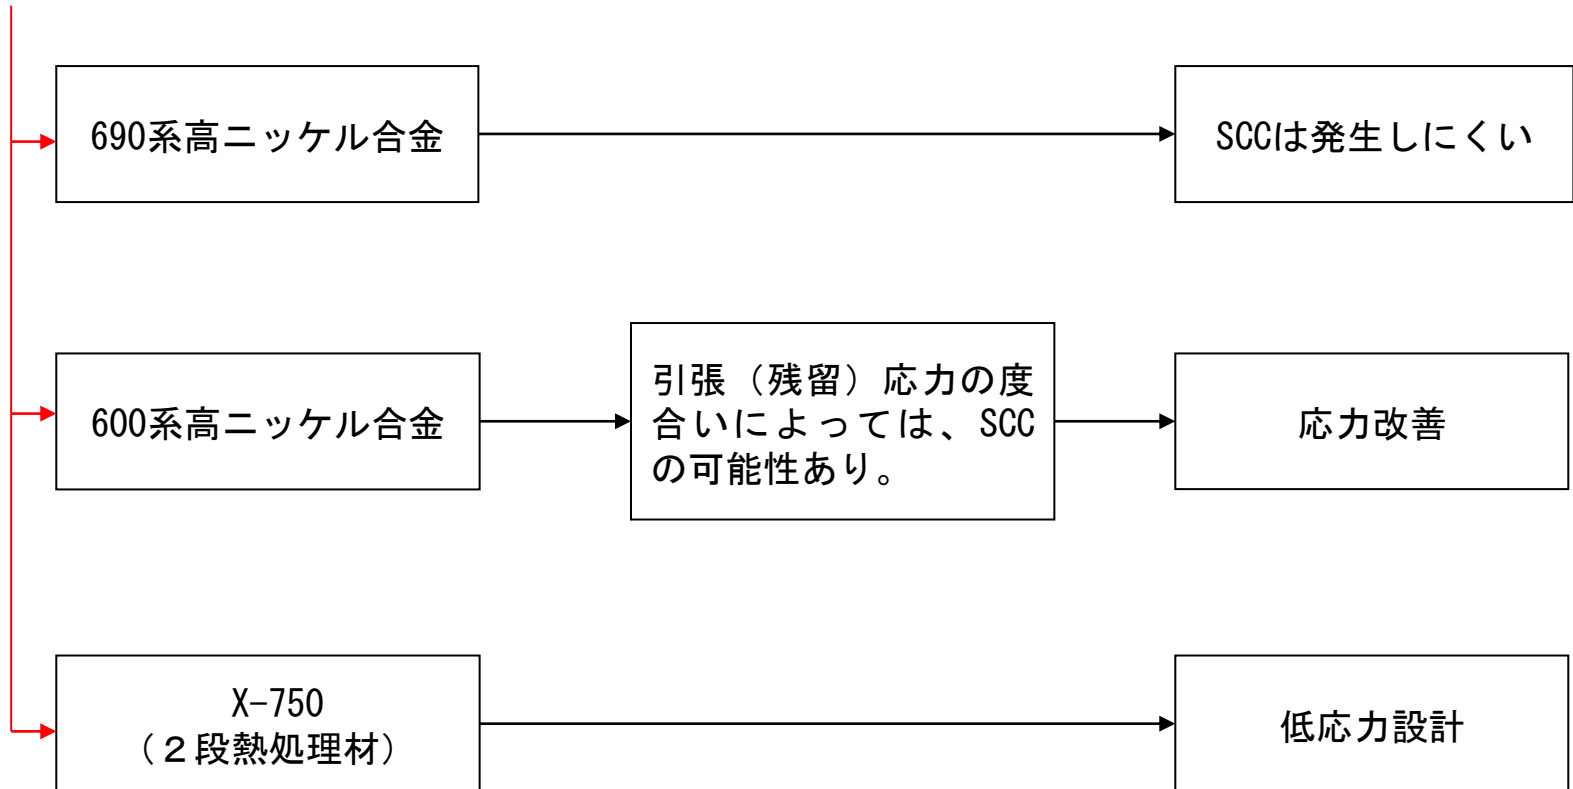 690系高ニッケル合金
SCCは発生しにくい
600系高ニッケル合金
引張（残留）応力の度
合いによっては、SCC
の可能性あり。
応力改善
X-750
（２段熱処理材）
低応力設計